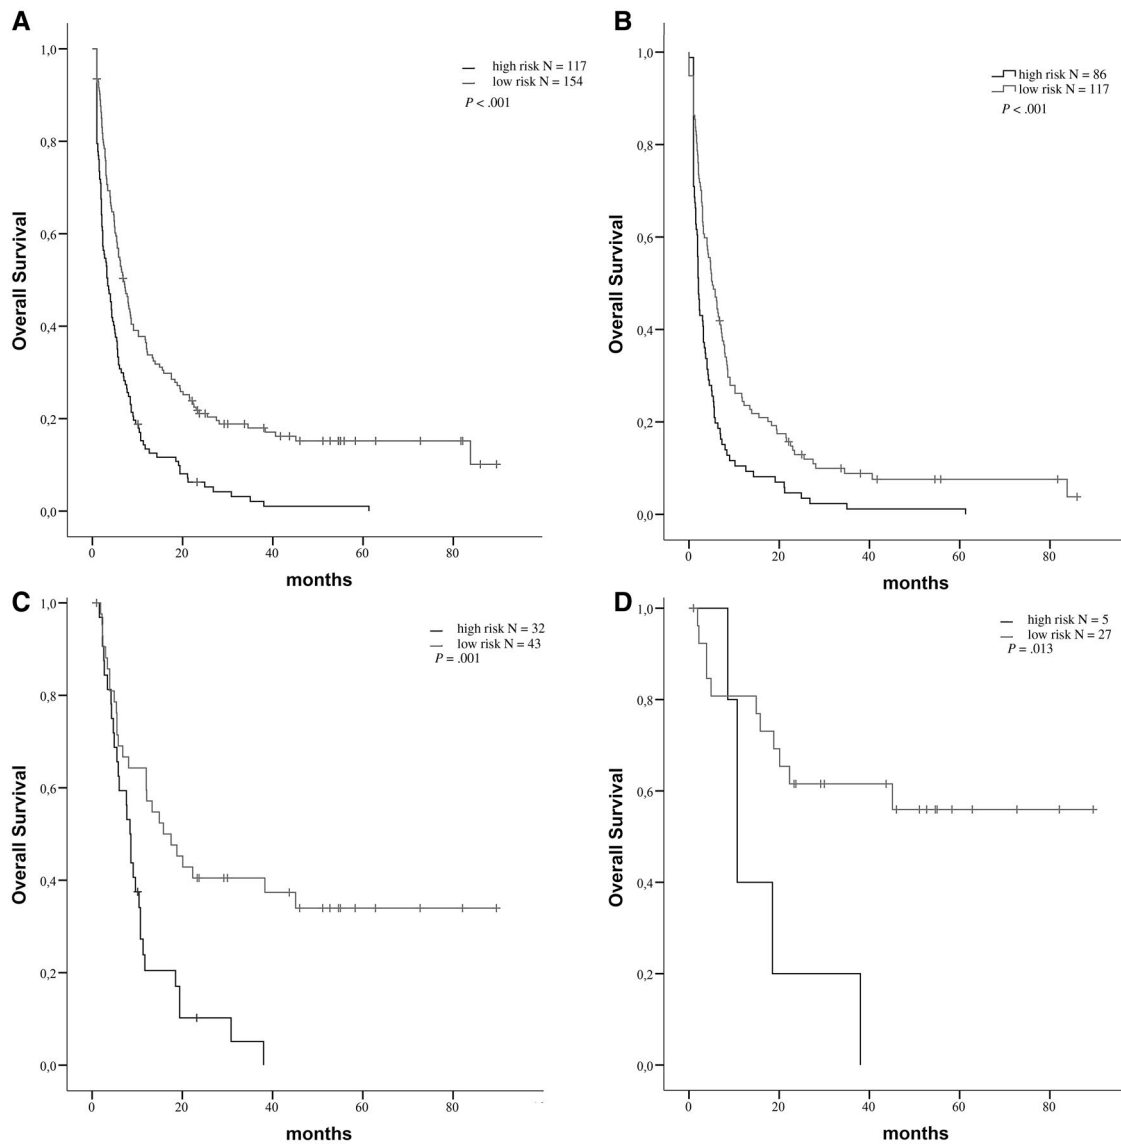 A
high risk N = 117
low risk N = 154
P < .001
Overall Survival
1,0
0,8
0,6
0,4
0,2
0,0
0 20 40 60 80
months
B
high risk N = 86
low risk N = 117
P < .001
Overall Survival
1,0
0,8
0,6
0,4
0,2
0,0
0 20 40 60 80
months
C
high risk N = 32
low risk N = 43
P = .001
Overall Survival
1,0
0,8
0,6
0,4
0,2
0,0
0 20 40 60 80
months
D
high risk N = 5
low risk N = 27
P = .013
Overall Survival
1,0
0,8
0,6
0,4
0,2
0,0
0 20 40 60 80
months